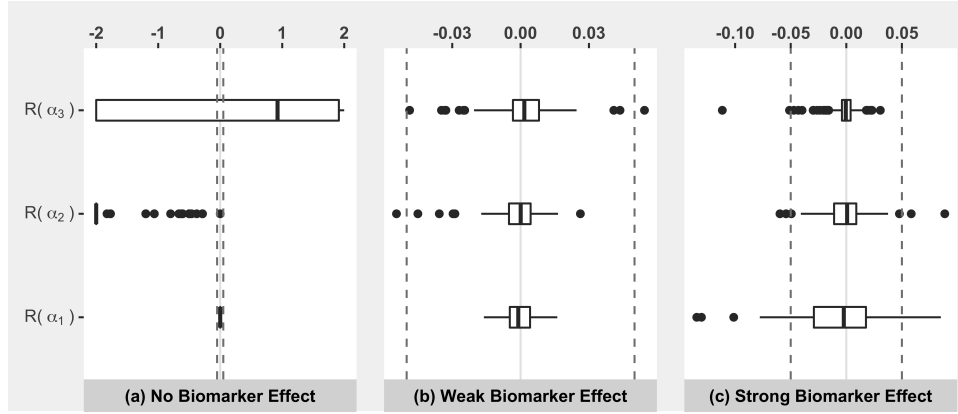 -2 -1 0 1 2
-0.03 0.00 0.03
-0.10 -0.05 0.00 0.05
R( α3 )
R( α2 )
R( α1 )
(a) No Biomarker Effect
(b) Weak Biomarker Effect
(c) Strong Biomarker Effect